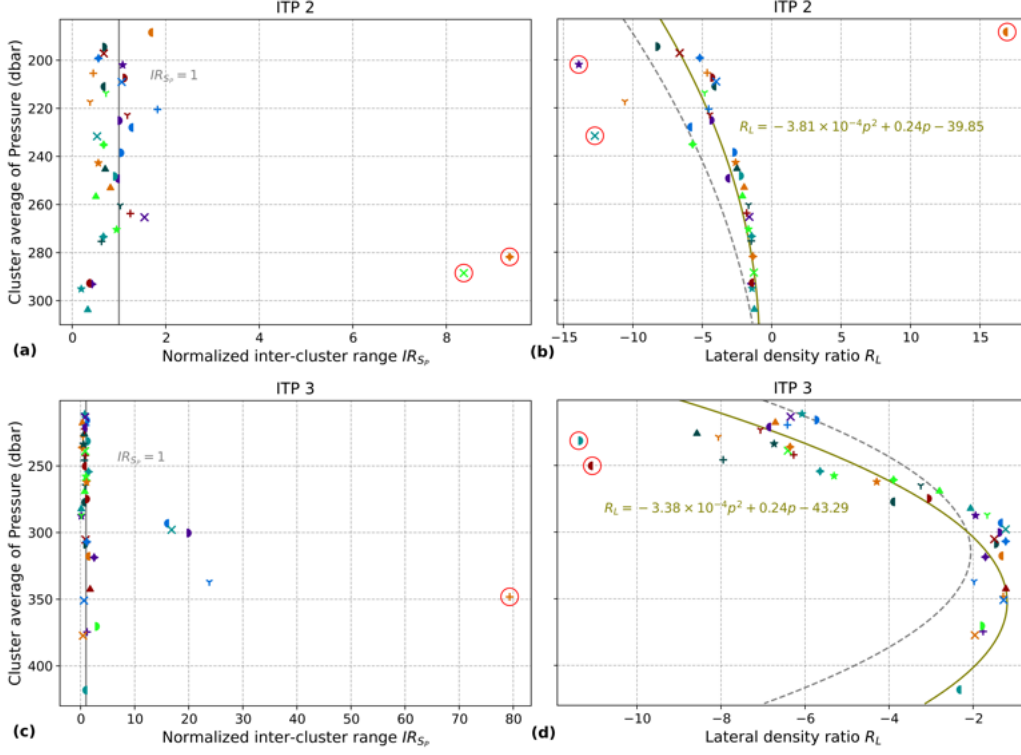 ITP 2
ITP 2
Cluster average of Pressure (dbar)
200
220
240
260
280
300
IR_{S_P} = 1
R_L = −3.81 × 10^{−4}p^2 + 0.24p − 39.85
0 2 4 6 8
−15 −10 −5 0 5 10 15
(a) Normalized inter-cluster range IR_{S_P}
(b) Lateral density ratio R_L
ITP 3
ITP 3
Cluster average of Pressure (dbar)
250
300
350
400
IR_{S_P} = 1
R_L = −3.38 × 10^{−4}p^2 + 0.24p − 43.29
0 10 20 30 40 50 60 70 80
−10 −8 −6 −4 −2
(c) Normalized inter-cluster range IR_{S_P}
(d) Lateral density ratio R_L